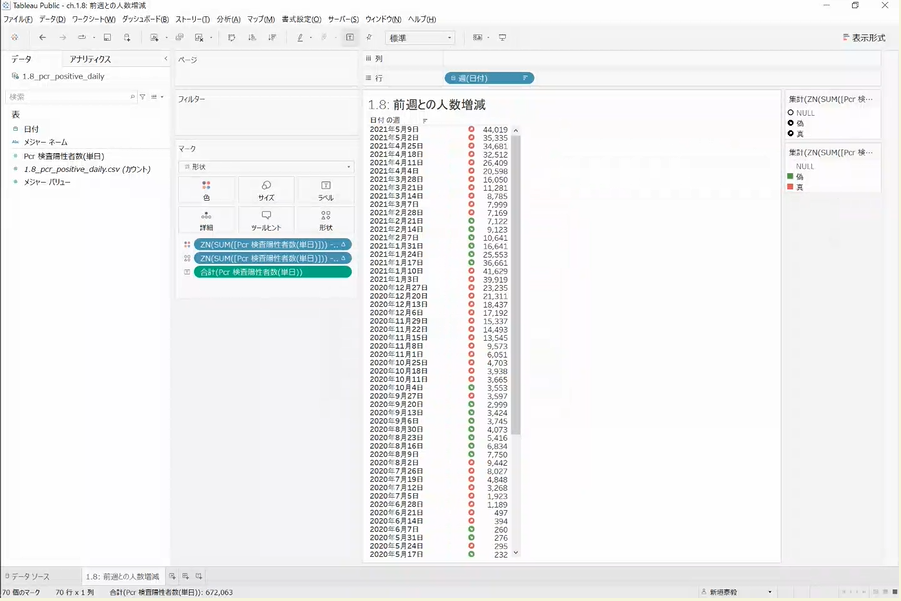 Tableau Public - ch.1.8: 前週との人数増減
ファイル(F) データ(D) ワークシート(W) ダッシュボード(B) ストーリー(T) 分析(A) マップ(M) 書式設定(O) サーバー(S) ウィンドウ(N) ヘルプ(H)
標準
表示形式
データ アナリティクス
1.8_pcr_positive_daily
検索
表
日付
Abc メジャー ネーム
Pcr 検査陽性者数(単日)
1.8_pcr_positive_daily.csv (カウント)
メジャー バリュー
ページ
フィルター
マーク
形状
色 サイズ ラベル
詳細 ツールヒント 形状
ZN(SUM([Pcr 検査陽性者数(単日)])) -..
ZN(SUM([Pcr 検査陽性者数(単日)])) -..
合計(Pcr 検査陽性者数(単日))
列
行 週(日付)
1.8: 前週との人数増減
日付 の週
2021年5月9日 44,019
2021年5月2日 35,335
2021年4月25日 34,681
2021年4月18日 32,512
2021年4月11日 26,409
2021年4月4日 20,598
2021年3月28日 16,050
2021年3月21日 11,281
2021年3月14日 8,785
2021年3月7日 7,999
2021年2月28日 7,169
2021年2月21日 7,122
2021年2月14日 9,123
2021年2月7日 10,641
2021年1月31日 16,641
2021年1月24日 25,553
2021年1月17日 36,661
2021年1月10日 41,629
2021年1月3日 39,919
2020年12月27日 23,235
2020年12月20日 21,311
2020年12月13日 18,437
2020年12月6日 17,192
2020年11月29日 15,337
2020年11月22日 14,493
2020年11月15日 13,545
2020年11月8日 9,573
2020年11月1日 6,051
2020年10月25日 4,703
2020年10月18日 3,938
2020年10月11日 3,665
2020年10月4日 3,553
2020年9月27日 3,597
2020年9月20日 2,999
2020年9月13日 3,424
2020年9月6日 3,745
2020年8月30日 4,073
2020年8月23日 5,416
2020年8月16日 6,834
2020年8月9日 7,750
2020年8月2日 9,442
2020年7月26日 8,027
2020年7月19日 4,848
2020年7月12日 3,268
2020年7月5日 1,923
2020年6月28日 1,189
2020年6月21日 497
2020年6月14日 394
2020年6月7日 260
2020年5月31日 276
2020年5月24日 295
2020年5月17日 232
集計(ZN(SUM([Pcr 検…
NULL
偽
真
集計(ZN(SUM([Pcr 検…
NULL
偽
真
データ ソース 1.8: 前週との人数増減
70 個のマーク 70 行 x 1 列 合計(Pcr 検査陽性者数(単日)): 672,063